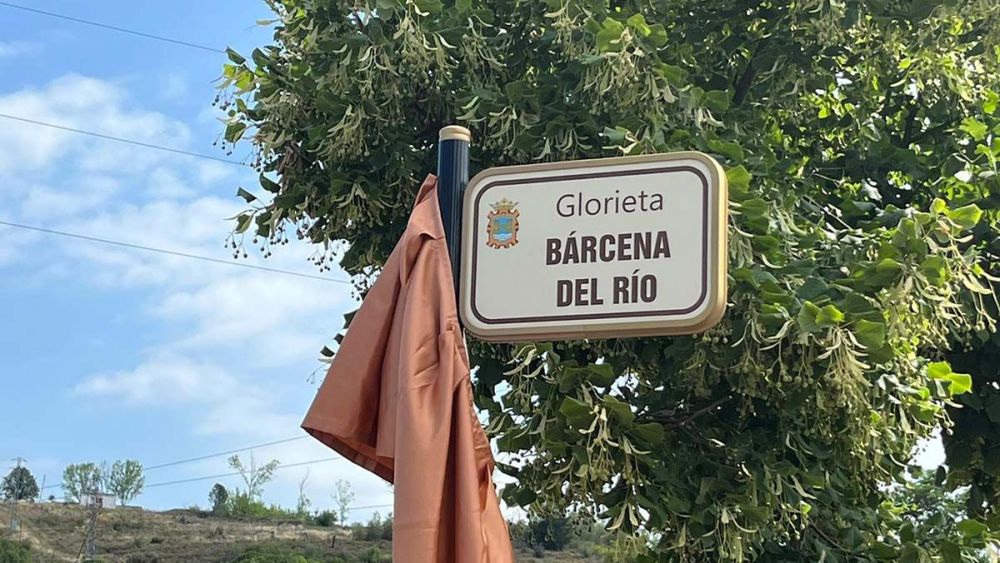 Glorieta
BÁRCENA
DEL RÍO